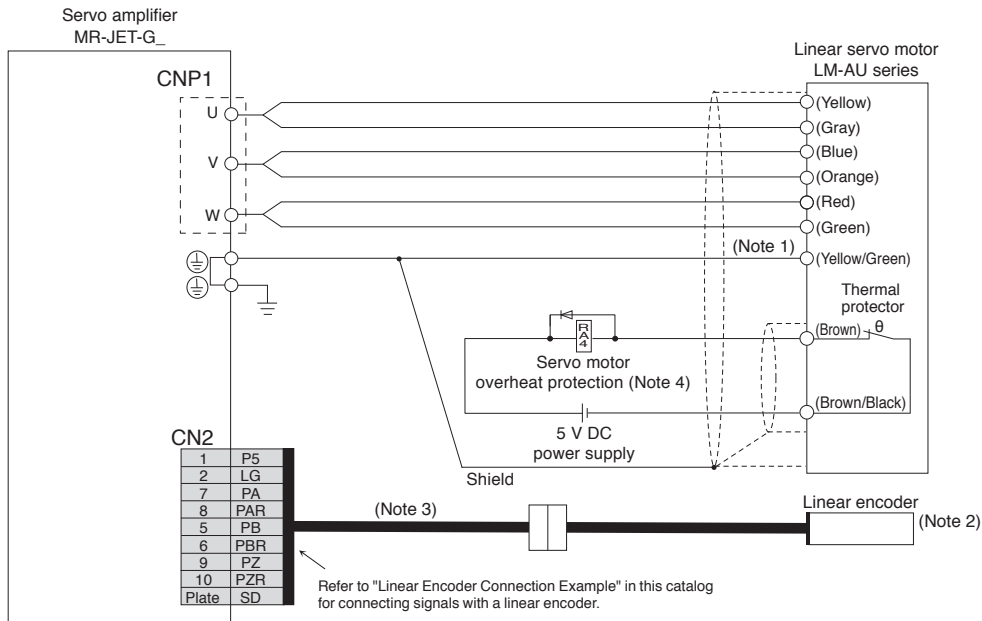 Servo amplifier
MR-JET-G_
Linear servo motor
LM-AU series
CNP1
U
V
W
(Yellow)
(Gray)
(Blue)
(Orange)
(Red)
(Green)
(Note 1)
(Yellow/Green)
Thermal
protector
(Brown) θ
RA4
Servo motor
overheat protection (Note 4)
(Brown/Black)
5 V DC
power supply
Shield
CN2
1 P5
2 LG
7 PA
8 PAR
5 PB
6 PBR
9 PZ
10 PZR
Plate SD
(Note 3)
Linear encoder
(Note 2)
Refer to "Linear Encoder Connection Example" in this catalog
for connecting signals with a linear encoder.